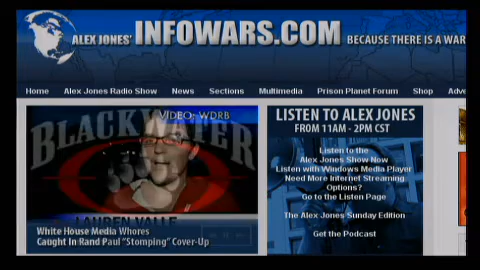 ALEX JONES' INFOWARS.COM BECAUSE THERE IS A WAR
Home Alex Jones Radio Show News Sections Multimedia Prison Planet Forum Shop Adve
VIDEO: WDRB
BLACKWATER
LAUREN VALLE
White House Media Whores
Caught In Rand Paul "Stomping" Cover-Up
LISTEN TO ALEX JONES
FROM 11AM - 2PM CST
Listen to the
Alex Jones Show Now
Listen with Windows Media Player
Need More Internet Streaming
Options?
Go to the Listen Page
The Alex Jones Sunday Edition
Get the Podcast